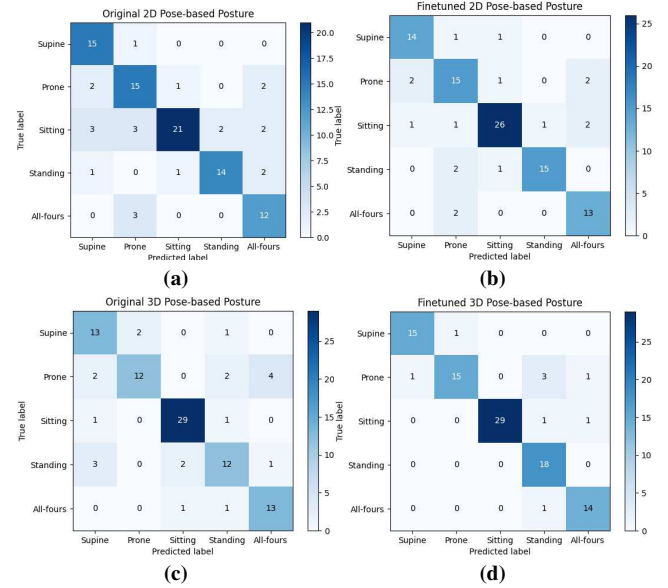 Original 2D Pose-based Posture
Supine 15 1 0 0 0
Prone 2 15 1 0 2
Sitting 3 3 21 2 2
Standing 1 0 1 14 2
All-fours 0 3 0 0 12
Supine Prone Sitting Standing All-fours
Predicted label
True label
20.0
17.5
15.0
12.5
10.0
7.5
5.0
2.5
0.0
(a)
Finetuned 2D Pose-based Posture
Supine 14 1 1 0 0
Prone 2 15 1 0 2
Sitting 1 1 26 1 2
Standing 0 2 1 15 0
All-fours 0 2 0 0 13
Supine Prone Sitting Standing All-fours
Predicted label
True label
25
20
15
10
5
0
(b)
Original 3D Pose-based Posture
Supine 13 2 0 1 0
Prone 2 12 0 2 4
Sitting 1 0 29 1 0
Standing 3 0 2 12 1
All-fours 0 0 1 1 13
Supine Prone Sitting Standing All-fours
Predicted label
True label
25
20
15
10
5
0
(c)
Finetuned 3D Pose-based Posture
Supine 15 1 0 0 0
Prone 1 15 0 3 1
Sitting 0 0 29 1 1
Standing 0 0 0 18 0
All-fours 0 0 0 1 14
Supine Prone Sitting Standing All-fours
Predicted label
True label
25
20
15
10
5
0
(d)